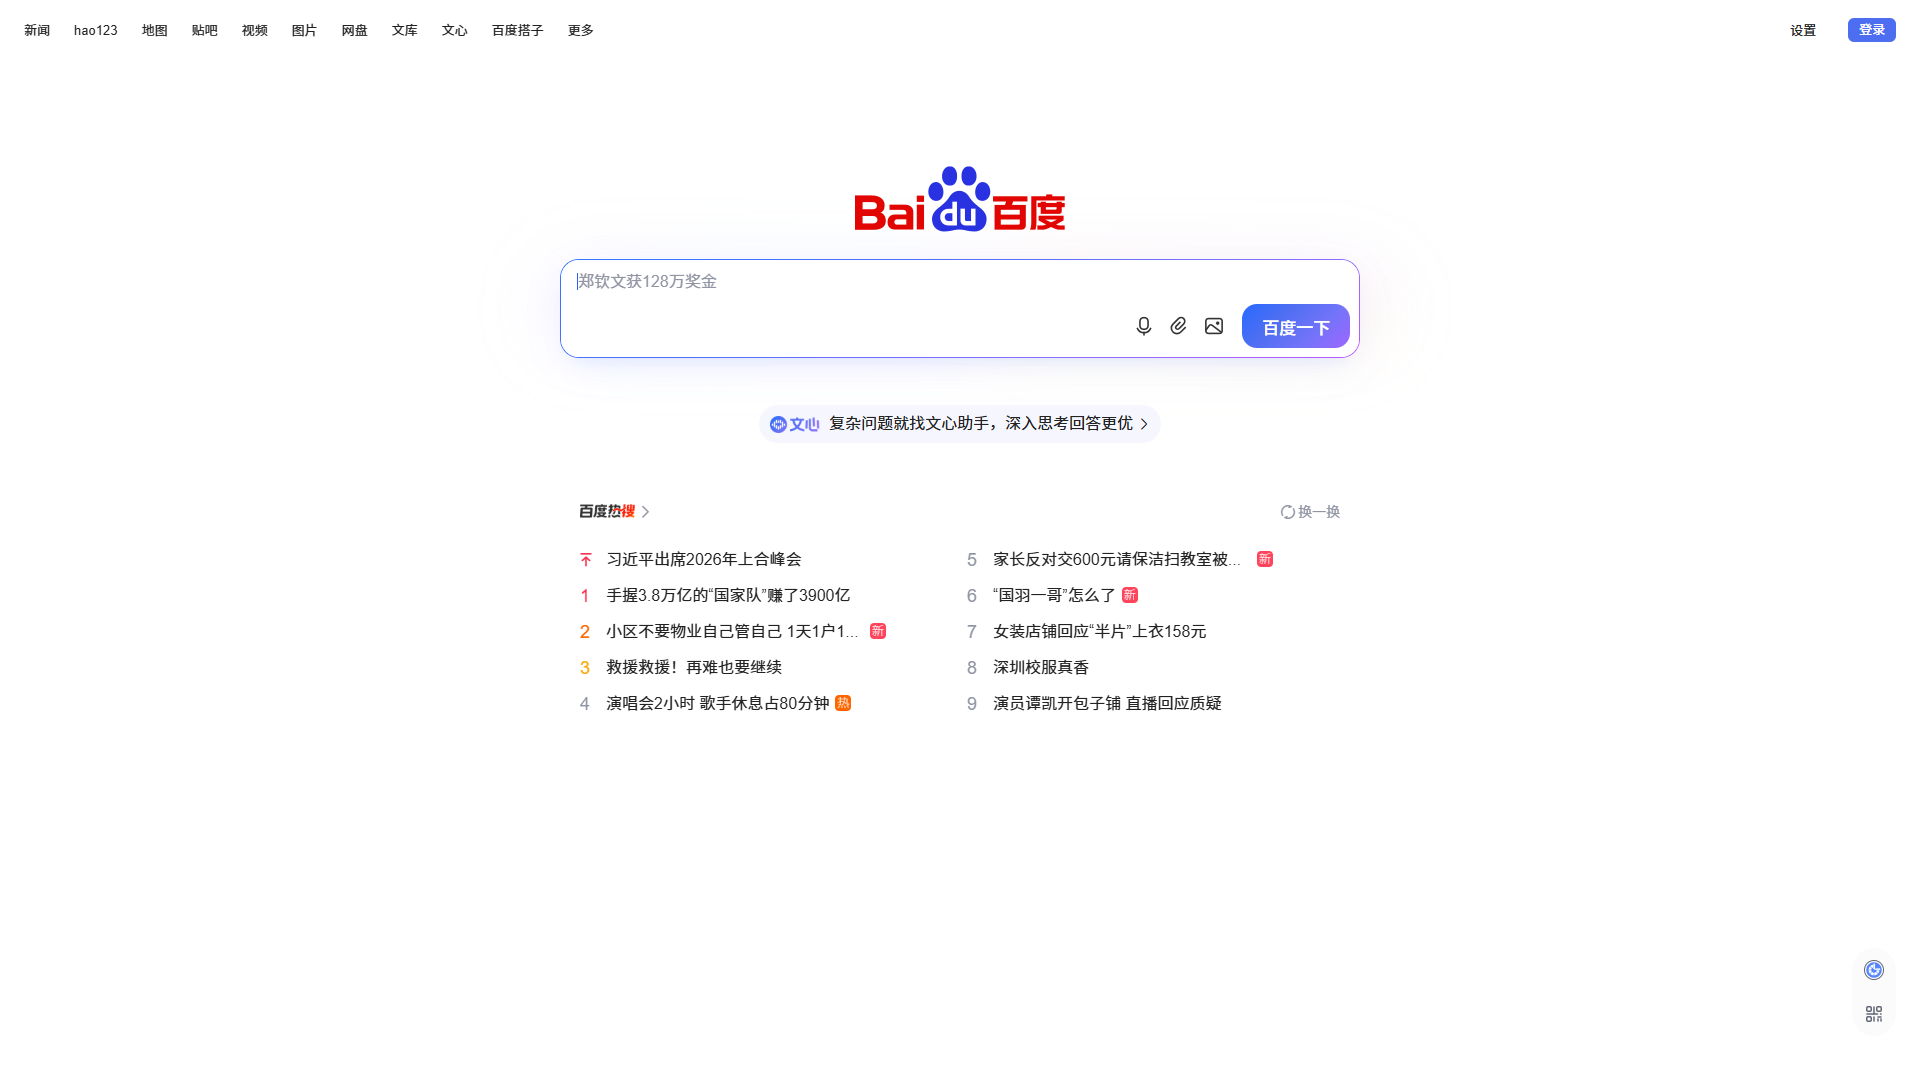 新闻 hao123 地图 贴吧 视频 图片 网盘 文库 文心 百度搭子 更多 设置 登录
Bai du 百度
郑钦文获128万奖金
百度一下
文心 复杂问题就找文心助手，深入思考回答更优
百度热搜 换一换
习近平出席2026年上合峰会
1 手握3.8万亿的“国家队”赚了3900亿
2 小区不要物业自己管自己 1天1户1... 新
3 救援救援！再难也要继续
4 演唱会2小时 歌手休息占80分钟 热
5 家长反对交600元请保洁扫教室被... 新
6 “国羽一哥”怎么了 新
7 女装店铺回应“半片”上衣158元
8 深圳校服真香
9 演员谭凯开包子铺 直播回应质疑